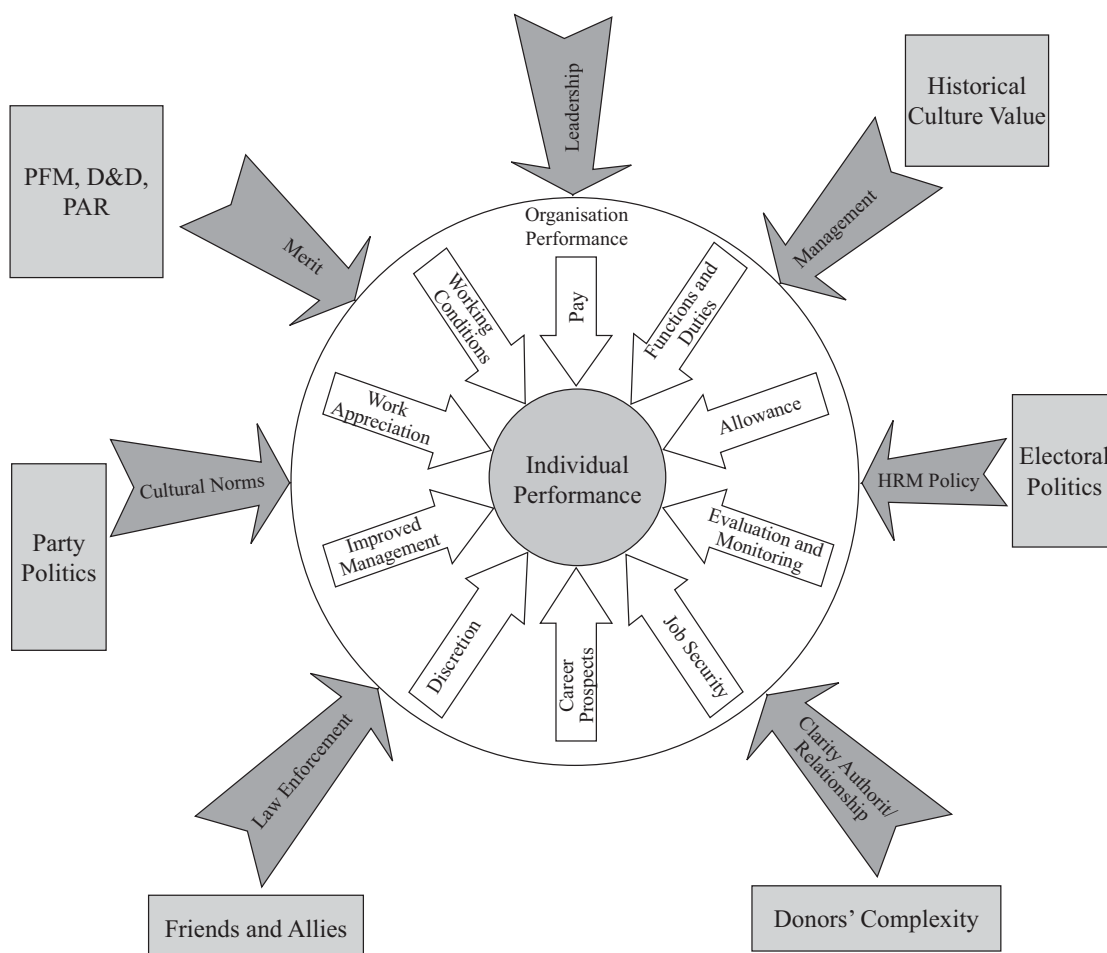 Leadership
Historical
Culture Value
PFM, D&D,
PAR
Merit
Management
Organisation
Performance
Working
Conditions
Pay
Functions and
Duties
Work
Appreciation
Allowance
Individual
Performance
Cultural Norms
HRM Policy
Electoral
Politics
Party
Politics
Improved
Management
Evaluation and
Monitoring
Discretion
Career
Prospects
Job Security
Law Enforcement
Clarity Authorit/
Relationship
Friends and Allies
Donors’ Complexity